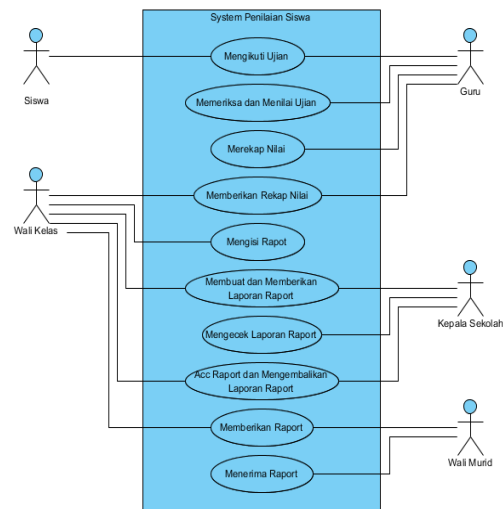 System Penilaian Siswa
Mengikuti Ujian
Siswa
Guru
Memeriksa dan Menilai Ujian
Merekap Nilai
Memberikan Rekap Nilai
Wali Kelas
Mengisi Rapot
Membuat dan Memberikan
Laporan Raport
Kepala Sekolah
Mengecek Laporan Raport
Acc Raport dan Mengembalikan
Laporan Raport
Memberikan Raport
Wali Murid
Menerima Raport